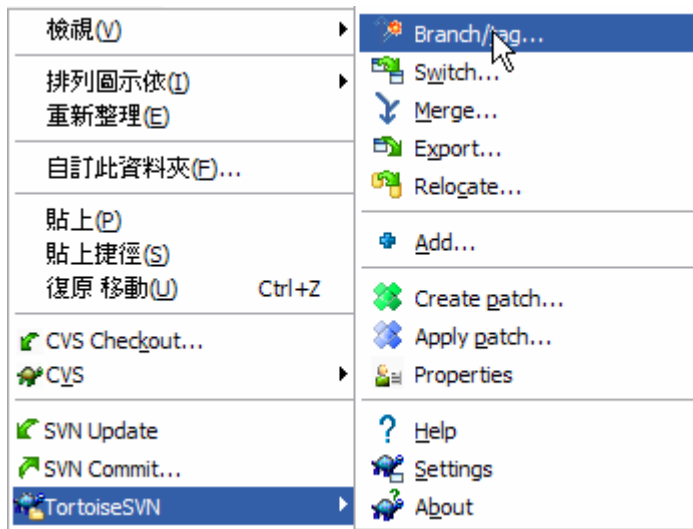 檢視(V)
排列圖示依(I)
重新整理(E)
自訂此資料夾(F)...
貼上(P)
貼上捷徑(S)
復原 移動(U) Ctrl+Z
CVS Checkout...
CVS
SVN Update
SVN Commit...
TortoiseSVN
Branch/tag...
Switch...
Merge...
Export...
Relocate...
Add...
Create patch...
Apply patch...
Properties
Help
Settings
About